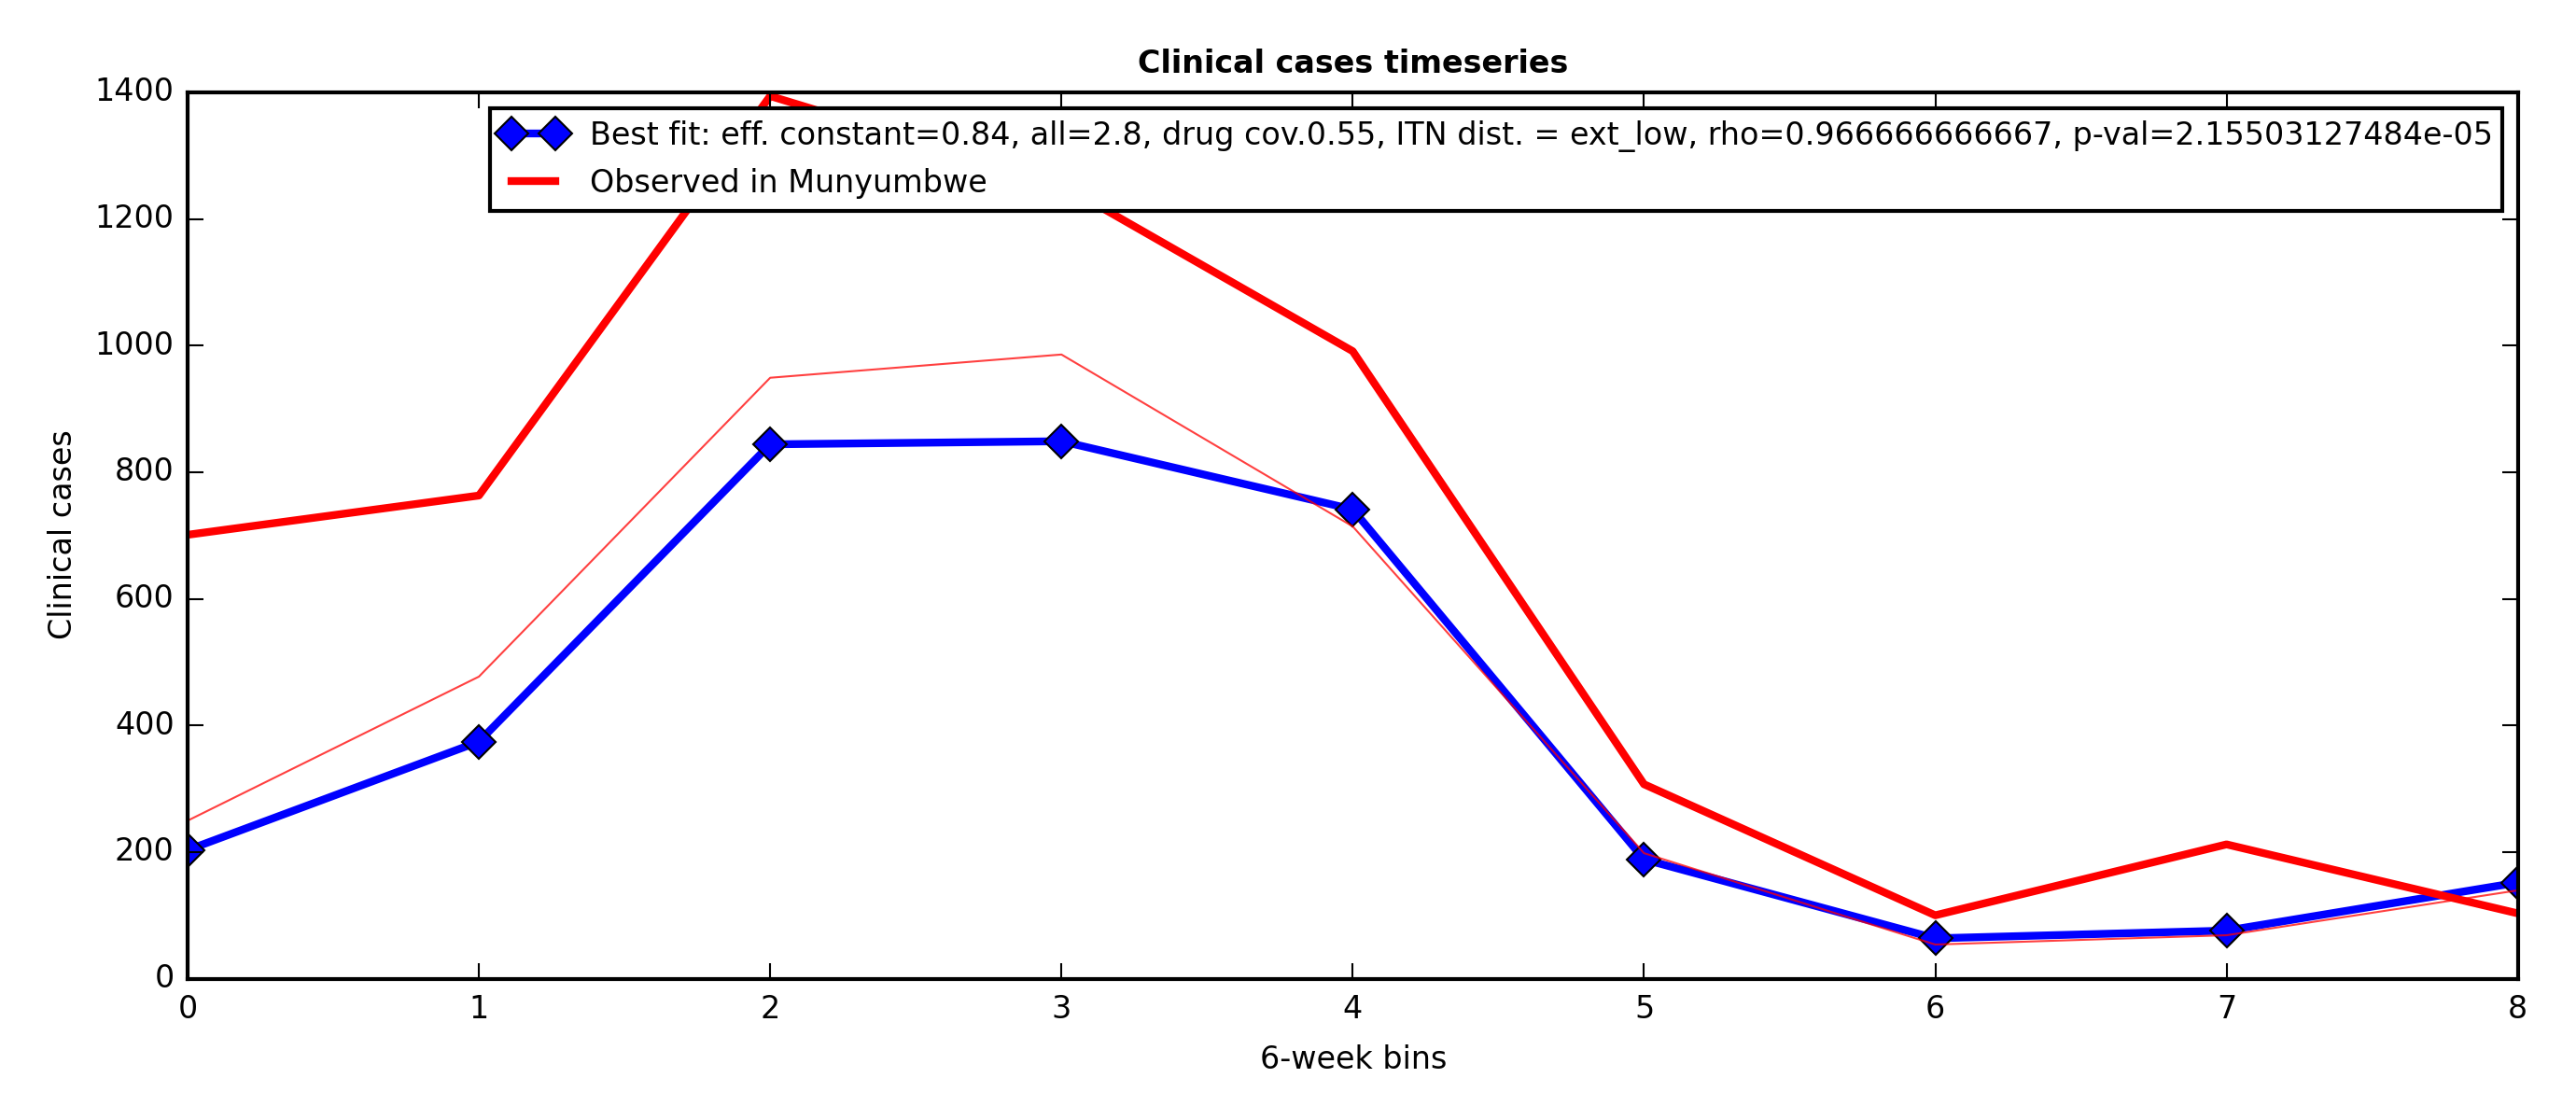 Clinical cases timeseries
1400
1200
1000
800
600
400
200
0
Clinical cases
Best fit: eff. constant=0.84, all=2.8, drug cov.0.55, ITN dist. = ext_low, rho=0.966666666667, p-val=2.15503127484e-05
Observed in Munyumbwe
0 1 2 3 4 5 6 7 8
6-week bins